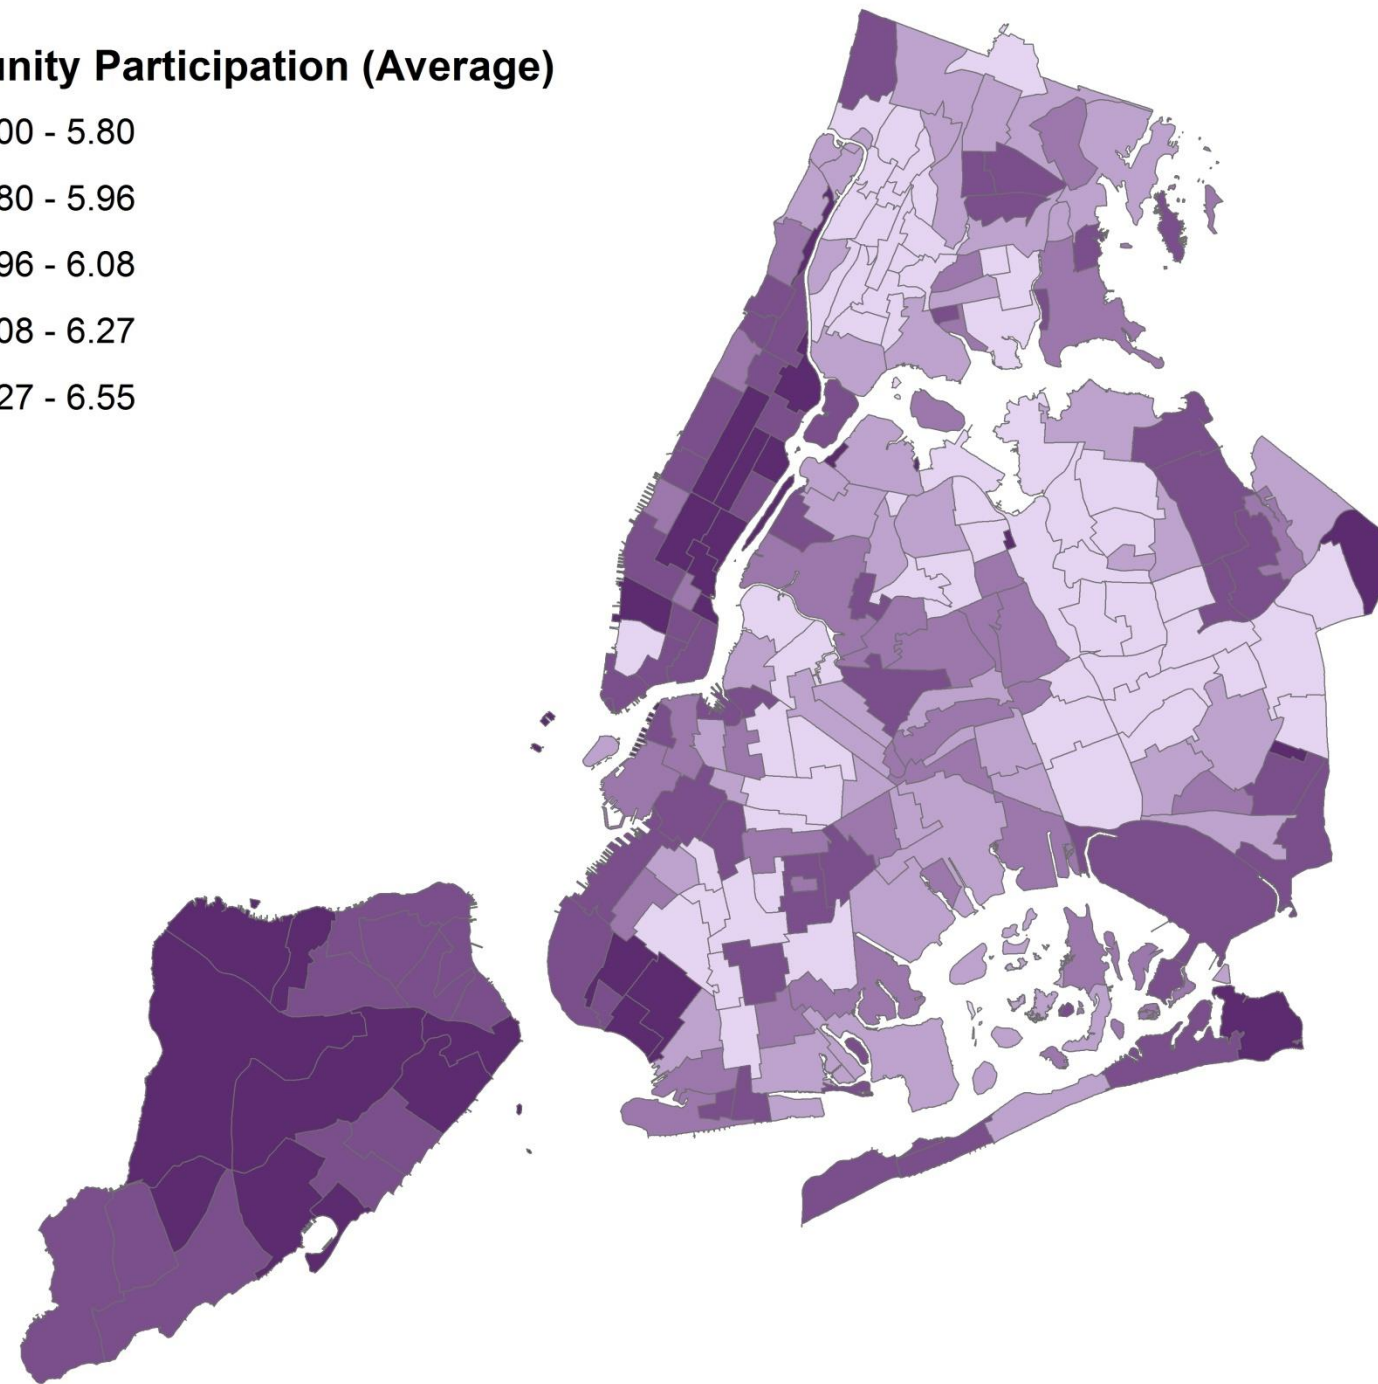 unity Participation (Average)
00 - 5.80
80 - 5.96
96 - 6.08
08 - 6.27
27 - 6.55